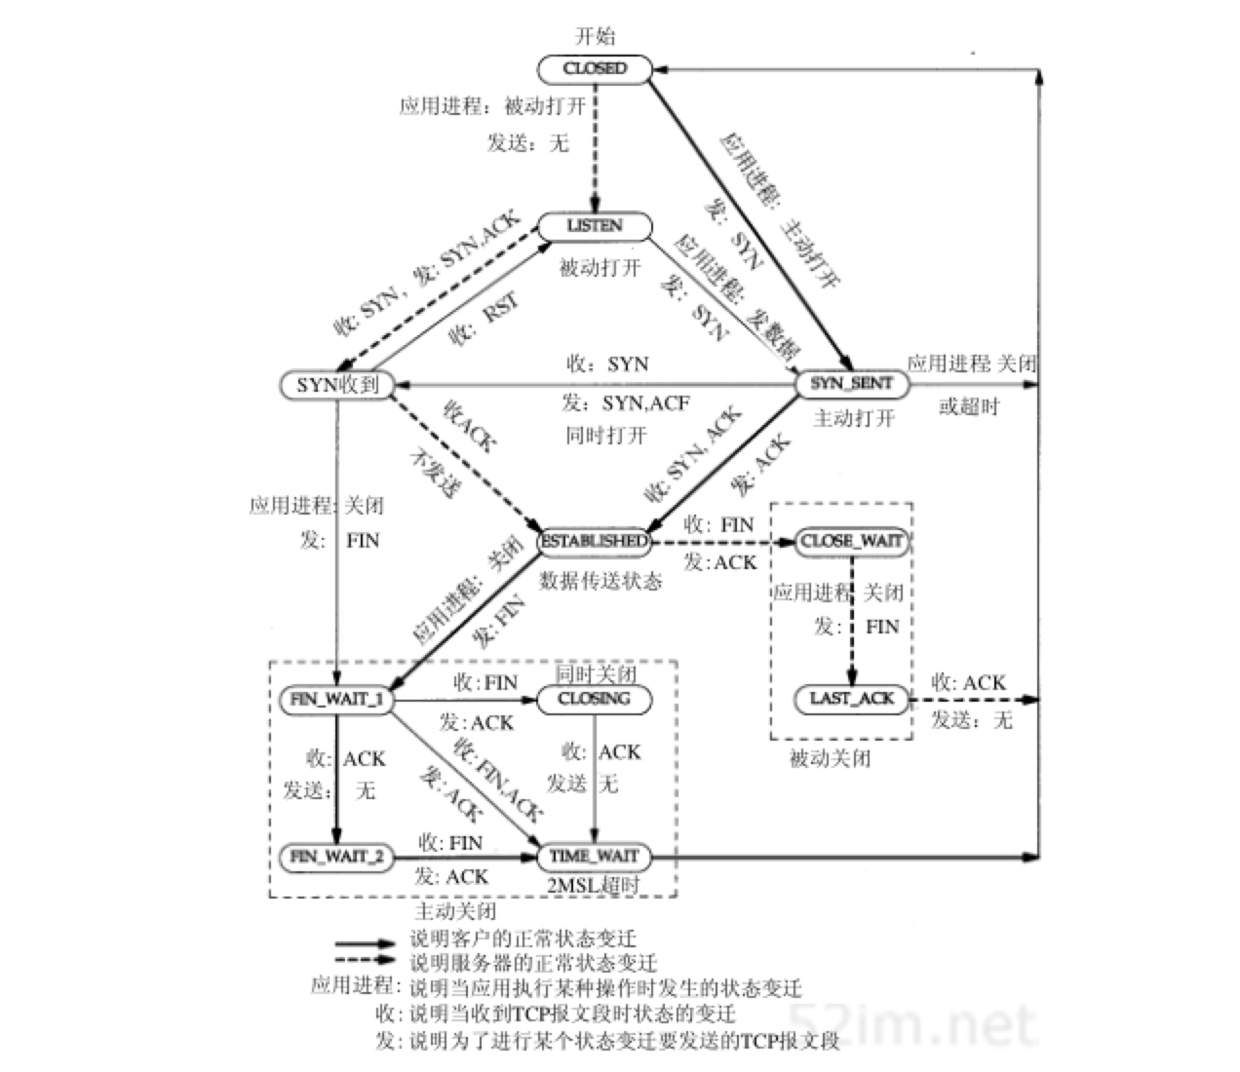 开始
CLOSED
应用进程：被动打开
发送：无
应用进程：主动打开
发：SYN
LISTEN
被动打开
收：SYN，发：SYN,ACK
收：RST
应用进程：发数据
发：SYN
SYN收到
收：SYN
发：SYN,ACF
同时打开
SYN_SENT
主动打开
应用进程：关闭
或超时
收ACK
不发送
收：SYN, ACK
发：ACK
应用进程：关闭
发：FIN
ESTABLISHED
数据传送状态
收：FIN
发:ACK
CLOSE_WAIT
应用进程 关闭
发：FIN
应用进程：关闭
发：FIN
LAST_ACK
收：ACK
发送：无
被动关闭
FIN_WAIT_1
收:FIN
发:ACK
同时关闭
CLOSING
收：ACK
发送：无
收：FIN,ACK
发：ACK
收：ACK
发送 无
FIN_WAIT_2
收：FIN
发：ACK
TIME_WAIT
2MSL超时
主动关闭
说明客户的正常状态变迁
说明服务器的正常状态变迁
应用进程：说明当应用执行某种操作时发生的状态变迁
收：说明当收到TCP报文段时状态的变迁
发：说明为了进行某个状态变迁要发送的TCP报文段
52im.net